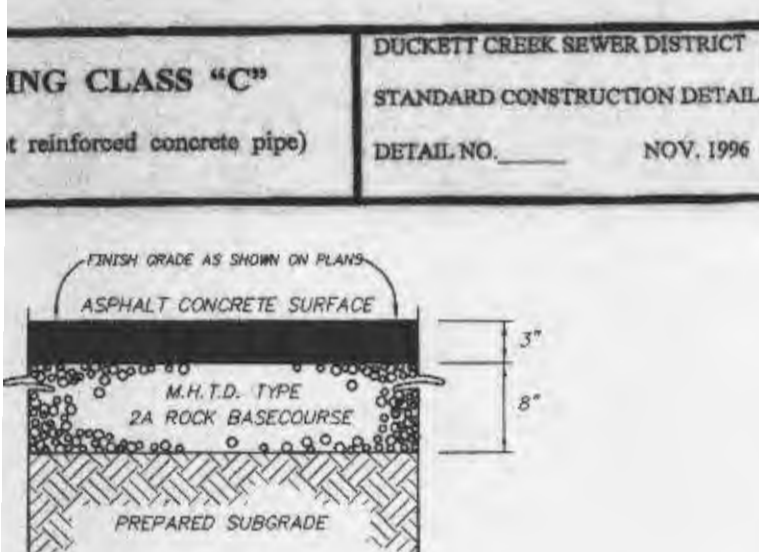 ING CLASS “C”
t reinforced concrete pipe)
DUCKETT CREEK SEWER DISTRICT
STANDARD CONSTRUCTION DETAIL
DETAIL NO. NOV. 1996
FINISH GRADE AS SHOWN ON PLANS
ASPHALT CONCRETE SURFACE
3"
M.H.T.D. TYPE
2A ROCK BASECOURSE
8"
PREPARED SUBGRADE